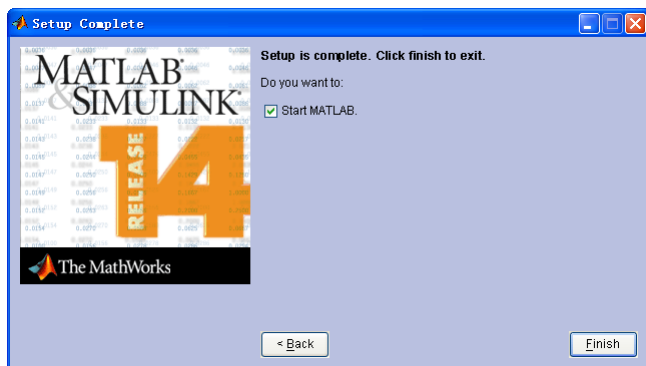 Setup Complete
MATLAB
&SIMULINK
RELEASE
14
The MathWorks
Setup is complete. Click finish to exit.
Do you want to:
Start MATLAB.
< Back
Finish